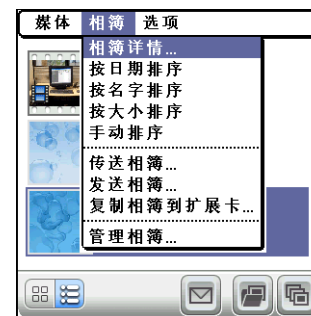 媒体 相簿 选项
相簿详情...
按日期排序
按名字排序
按大小排序
手动排序
传送相簿...
发送相簿...
复制相簿到扩展卡...
管理相簿...